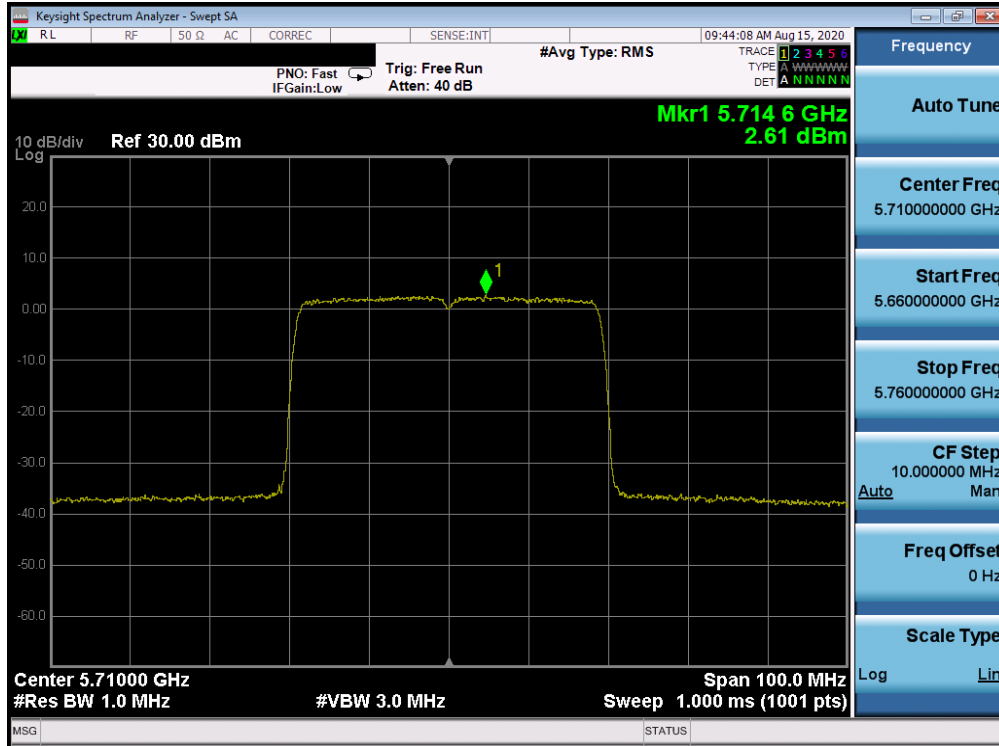 Keysight Spectrum Analyzer - Swept SA
LXI RL RF 50 Ω AC CORREC SENSE:INT 09:44:08 AM Aug 15, 2020
PNO: Fast
IFGain:Low
Trig: Free Run
Atten: 40 dB
#Avg Type: RMS
TRACE 1 2 3 4 5 6
TYPE A WWWWW
DET A N N N N N
Mkr1 5.714 6 GHz
2.61 dBm
10 dB/div Ref 30.00 dBm
Log
20.0
10.0
0.00
-10.0
-20.0
-30.0
-40.0
-50.0
-60.0
1
Center 5.71000 GHz Span 100.0 MHz
#Res BW 1.0 MHz #VBW 3.0 MHz Sweep 1.000 ms (1001 pts)
MSG STATUS
Frequency
Auto Tune
Center Freq
5.710000000 GHz
Start Freq
5.660000000 GHz
Stop Freq
5.760000000 GHz
CF Step
10.000000 MHz
Auto Man
Freq Offset
0 Hz
Scale Type
Log Lin